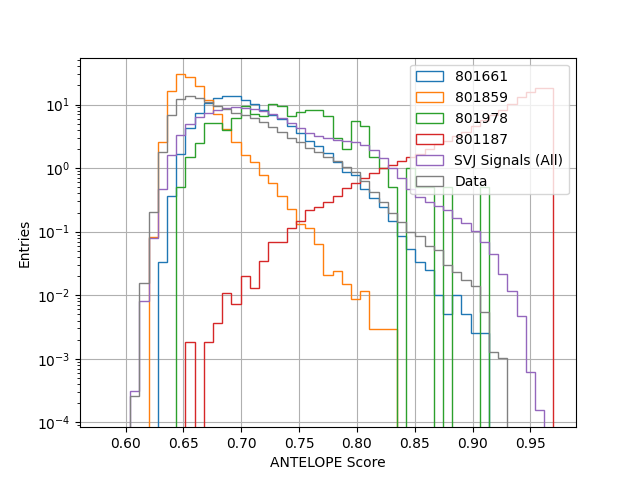 801661
801859
801978
801187
SVJ Signals (All)
Data
Entries
10¹
10⁰
10⁻¹
10⁻²
10⁻³
10⁻⁴
0.60 0.65 0.70 0.75 0.80 0.85 0.90 0.95
ANTELOPE Score